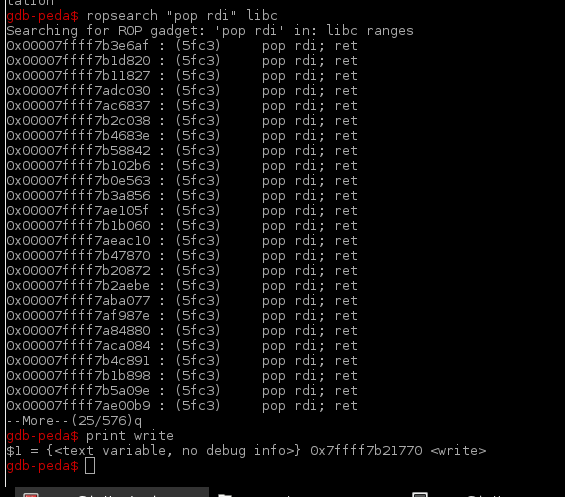 tation
gdb-peda$ ropsearch "pop rdi" libc
Searching for ROP gadget: 'pop rdi' in: libc ranges
0x00007ffff7b3e6af : (5fc3) pop rdi; ret
0x00007ffff7b1d820 : (5fc3) pop rdi; ret
0x00007ffff7b11827 : (5fc3) pop rdi; ret
0x00007ffff7adc030 : (5fc3) pop rdi; ret
0x00007ffff7ac6837 : (5fc3) pop rdi; ret
0x00007ffff7b2c038 : (5fc3) pop rdi; ret
0x00007ffff7b4683e : (5fc3) pop rdi; ret
0x00007ffff7b58842 : (5fc3) pop rdi; ret
0x00007ffff7b102b6 : (5fc3) pop rdi; ret
0x00007ffff7b0e563 : (5fc3) pop rdi; ret
0x00007ffff7b3a856 : (5fc3) pop rdi; ret
0x00007ffff7ae105f : (5fc3) pop rdi; ret
0x00007ffff7b1b060 : (5fc3) pop rdi; ret
0x00007ffff7aeac10 : (5fc3) pop rdi; ret
0x00007ffff7b47870 : (5fc3) pop rdi; ret
0x00007ffff7b20872 : (5fc3) pop rdi; ret
0x00007ffff7b2aebe : (5fc3) pop rdi; ret
0x00007ffff7aba077 : (5fc3) pop rdi; ret
0x00007ffff7af987e : (5fc3) pop rdi; ret
0x00007ffff7a84880 : (5fc3) pop rdi; ret
0x00007ffff7aca084 : (5fc3) pop rdi; ret
0x00007ffff7b4c891 : (5fc3) pop rdi; ret
0x00007ffff7b1b898 : (5fc3) pop rdi; ret
0x00007ffff7b5a09e : (5fc3) pop rdi; ret
0x00007ffff7ae00b9 : (5fc3) pop rdi; ret
--More--(25/576)q
gdb-peda$ print write
$1 = {<text variable, no debug info>} 0x7ffff7b21770 <write>
gdb-peda$